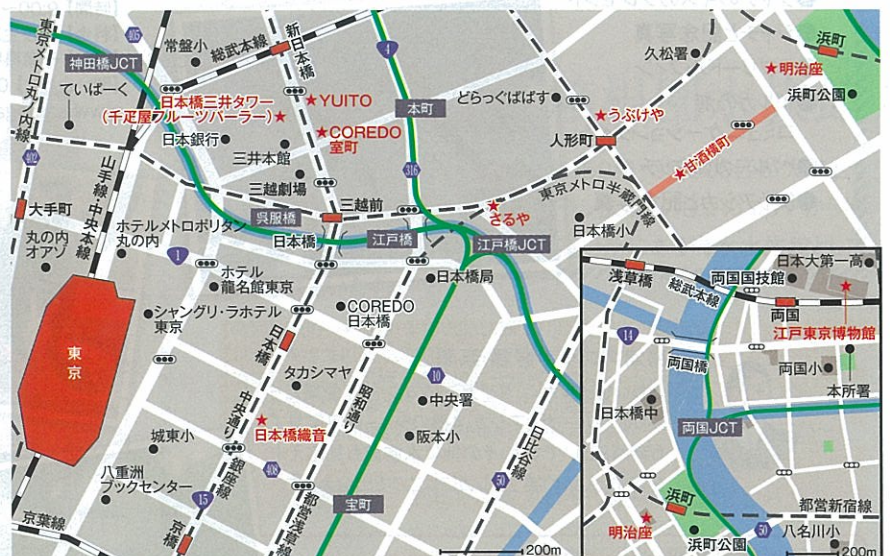 東京メトロ丸ノ内線
405
常盤小
総武本線
新日本橋
4
久松署
浜町
明治座
浜町公園
神田橋JCT
ていぱーく
日本橋三井タワー
(千疋屋フルーツパーラー)
YUITO
本町
どらっぐぱぱす
うぶけや
日本銀行
COREDO
室町
人形町
甘酒横町
三井本館
402
山手線・中央本線
三越劇場
316
東京メトロ半蔵門線
大手町
三越前
さるや
呉服橋
ホテルメトロポリタン
丸の内
丸の内
オアゾ
日本橋
江戸橋
江戸橋JCT
日本橋小
1
ホテル
龍名館東京
日本橋局
シャングリ・ラホテル
東京
COREDO
日本橋
東京
日本橋
タカシマヤ
昭和通り
10
中央署
中央通り
日本橋織音
阪本小
城東小
銀座線
408
日比谷線
八重洲
ブックセンター
15
都営浅草線
宝町
50
京葉線
京橋
200m
浅草橋
総武本線
両国国技館
日本大第一高
両国
江戸東京博物館
14
両国橋
両国小
本所署
日本橋中
両国JCT
浜町
都営新宿線
明治座
浜町公園
50
八名川小
200m